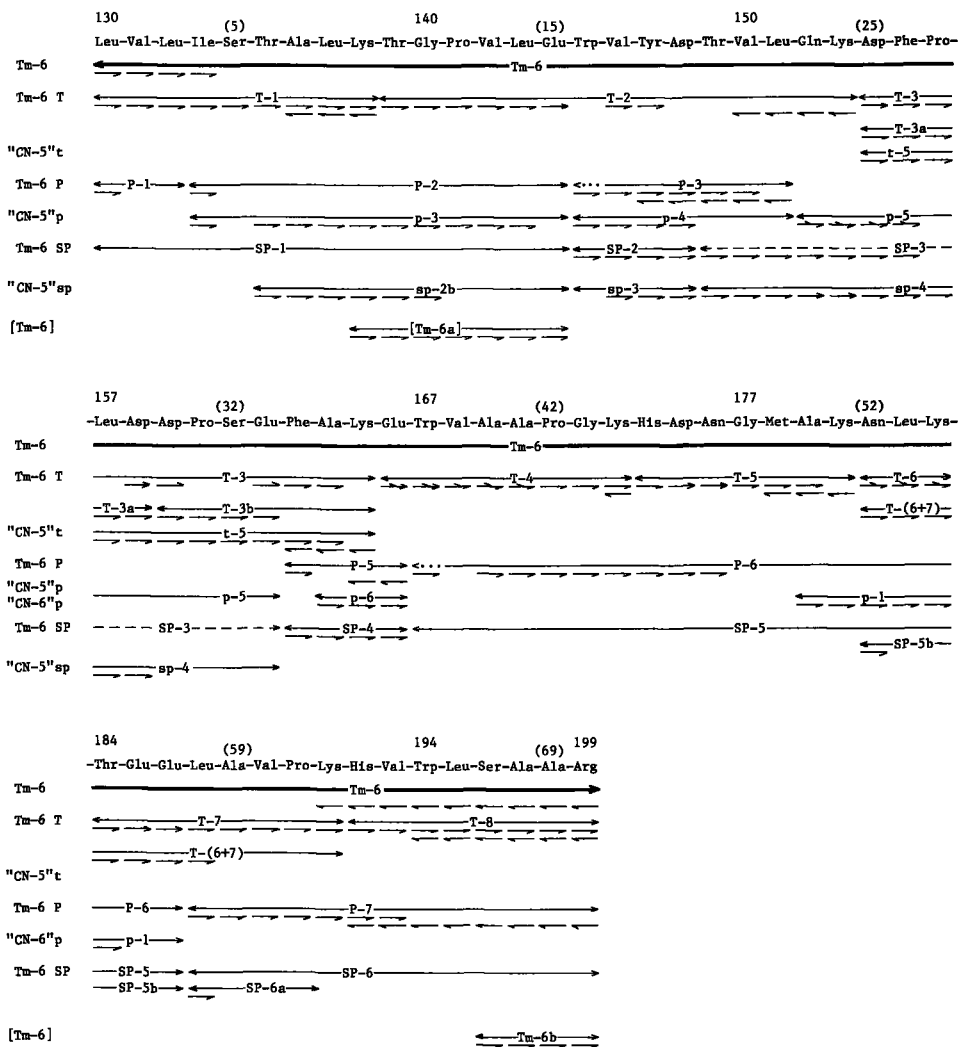 130 (5) 140 (15) 150 (25)
Leu-Val-Leu-Ile-Ser-Thr-Ala-Leu-Lys-Thr-Gly-Pro-Val-Leu-Glu-Trp-Val-Tyr-Asp-Thr-Val-Leu-Gln-Lys-Asp-Phe-Pro-
Tm-6 Tm-6
Tm-6 T T-1 T-2 T-3
T-3a
"CN-5"t t-5
Tm-6 P P-1 P-2 P-3
"CN-5"p p-3 p-4 p-5
Tm-6 SP SP-1 SP-2 SP-3
"CN-5"sp sp-2b sp-3 sp-4
[Tm-6] [Tm-6a]
157 (32) 167 (42) 177 (52)
-Leu-Asp-Asp-Pro-Ser-Glu-Phe-Ala-Lys-Glu-Trp-Val-Ala-Ala-Pro-Gly-Lys-His-Asp-Asn-Gly-Met-Ala-Lys-Asn-Leu-Lys-
Tm-6 Tm-6
Tm-6 T T-3 T-4 T-5 T-6
T-3a T-3b T-(6+7)
"CN-5"t t-5
Tm-6 P P-5 P-6
"CN-5"p
"CN-6"p p-5 p-6 p-1
Tm-6 SP SP-3 SP-4 SP-5
SP-5b
"CN-5"sp sp-4
184 (59) 194 (69) 199
-Thr-Glu-Glu-Leu-Ala-Val-Pro-Lys-His-Val-Trp-Leu-Ser-Ala-Ala-Arg
Tm-6 Tm-6
Tm-6 T T-7 T-8
T-(6+7)
"CN-5"t
Tm-6 P P-6 P-7
"CN-6"p p-1
Tm-6 SP SP-5 SP-6
SP-5b SP-6a
[Tm-6] Tm-6b